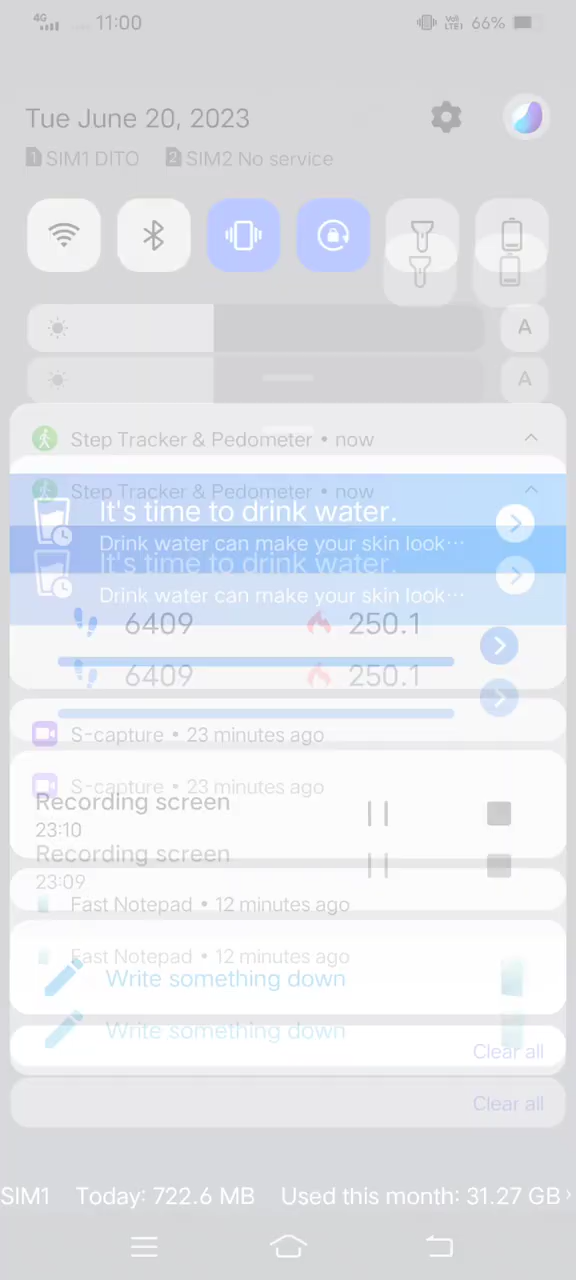 4G 11:00 Vo) LTE1 66%
Tue June 20, 2023
1 SIM1 DITO 2 SIM2 No service
A
A
Step Tracker & Pedometer • now
Step Tracker & Pedometer • now
It's time to drink water.
Drink water can make your skin look···
It's time to drink water.
Drink water can make your skin look···
6409 250.1
6409 250.1
S-capture • 23 minutes ago
S-capture • 23 minutes ago
Recording screen
23:10
Recording screen
23:09
Fast Notepad • 12 minutes ago
Fast Notepad • 12 minutes ago
Write something down
Write something down
Clear all
Clear all
SIM1 Today: 722.6 MB Used this month: 31.27 GB